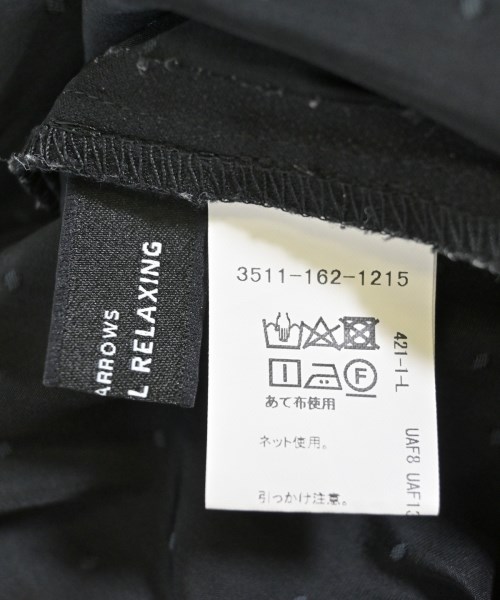 ARROWS
L RELAXING
3511-162-1215
F
あて布使用
ネット使用。
引っかけ注意。
421-1-L
UAF8 UAF13